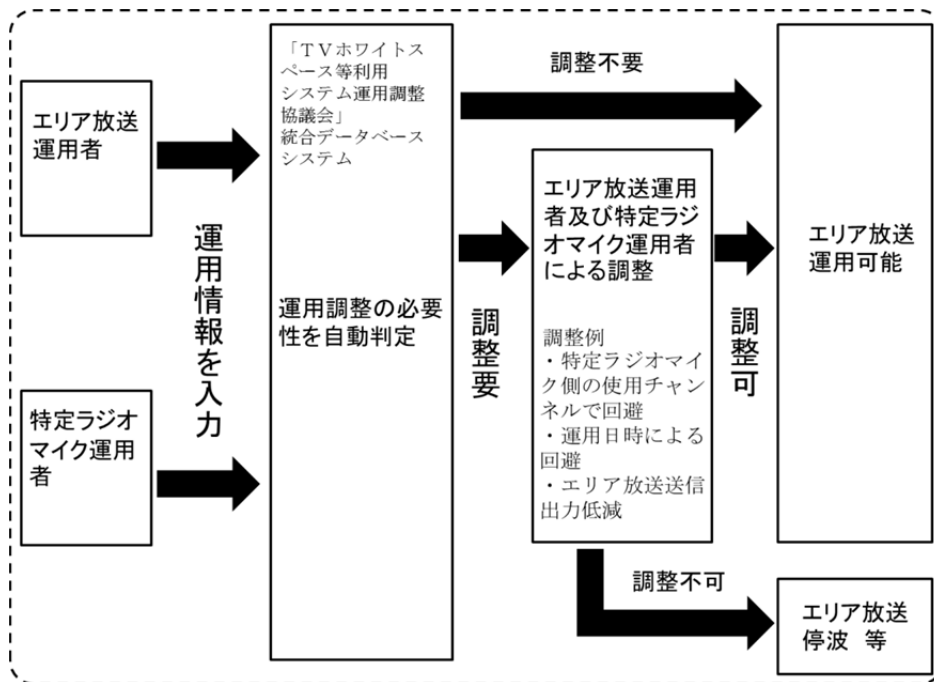 エリア放送
運用者
特定ラジオ
マイク運用
者
運用情報を入力
「ＴＶホワイトス
ペース等利用
システム運用調整
協議会」
統合データベース
システム
運用調整の必要
性を自動判定
調整不要
調整要
エリア放送運用
者及び特定ラジ
オマイク運用者
による調整
調整例
・特定ラジオマ
イク側の使用チャ
ンネルで回避
・運用日時による
回避
・エリア放送送信
出力低減
調整可
調整不可
エリア放送
運用可能
エリア放送
停波　等